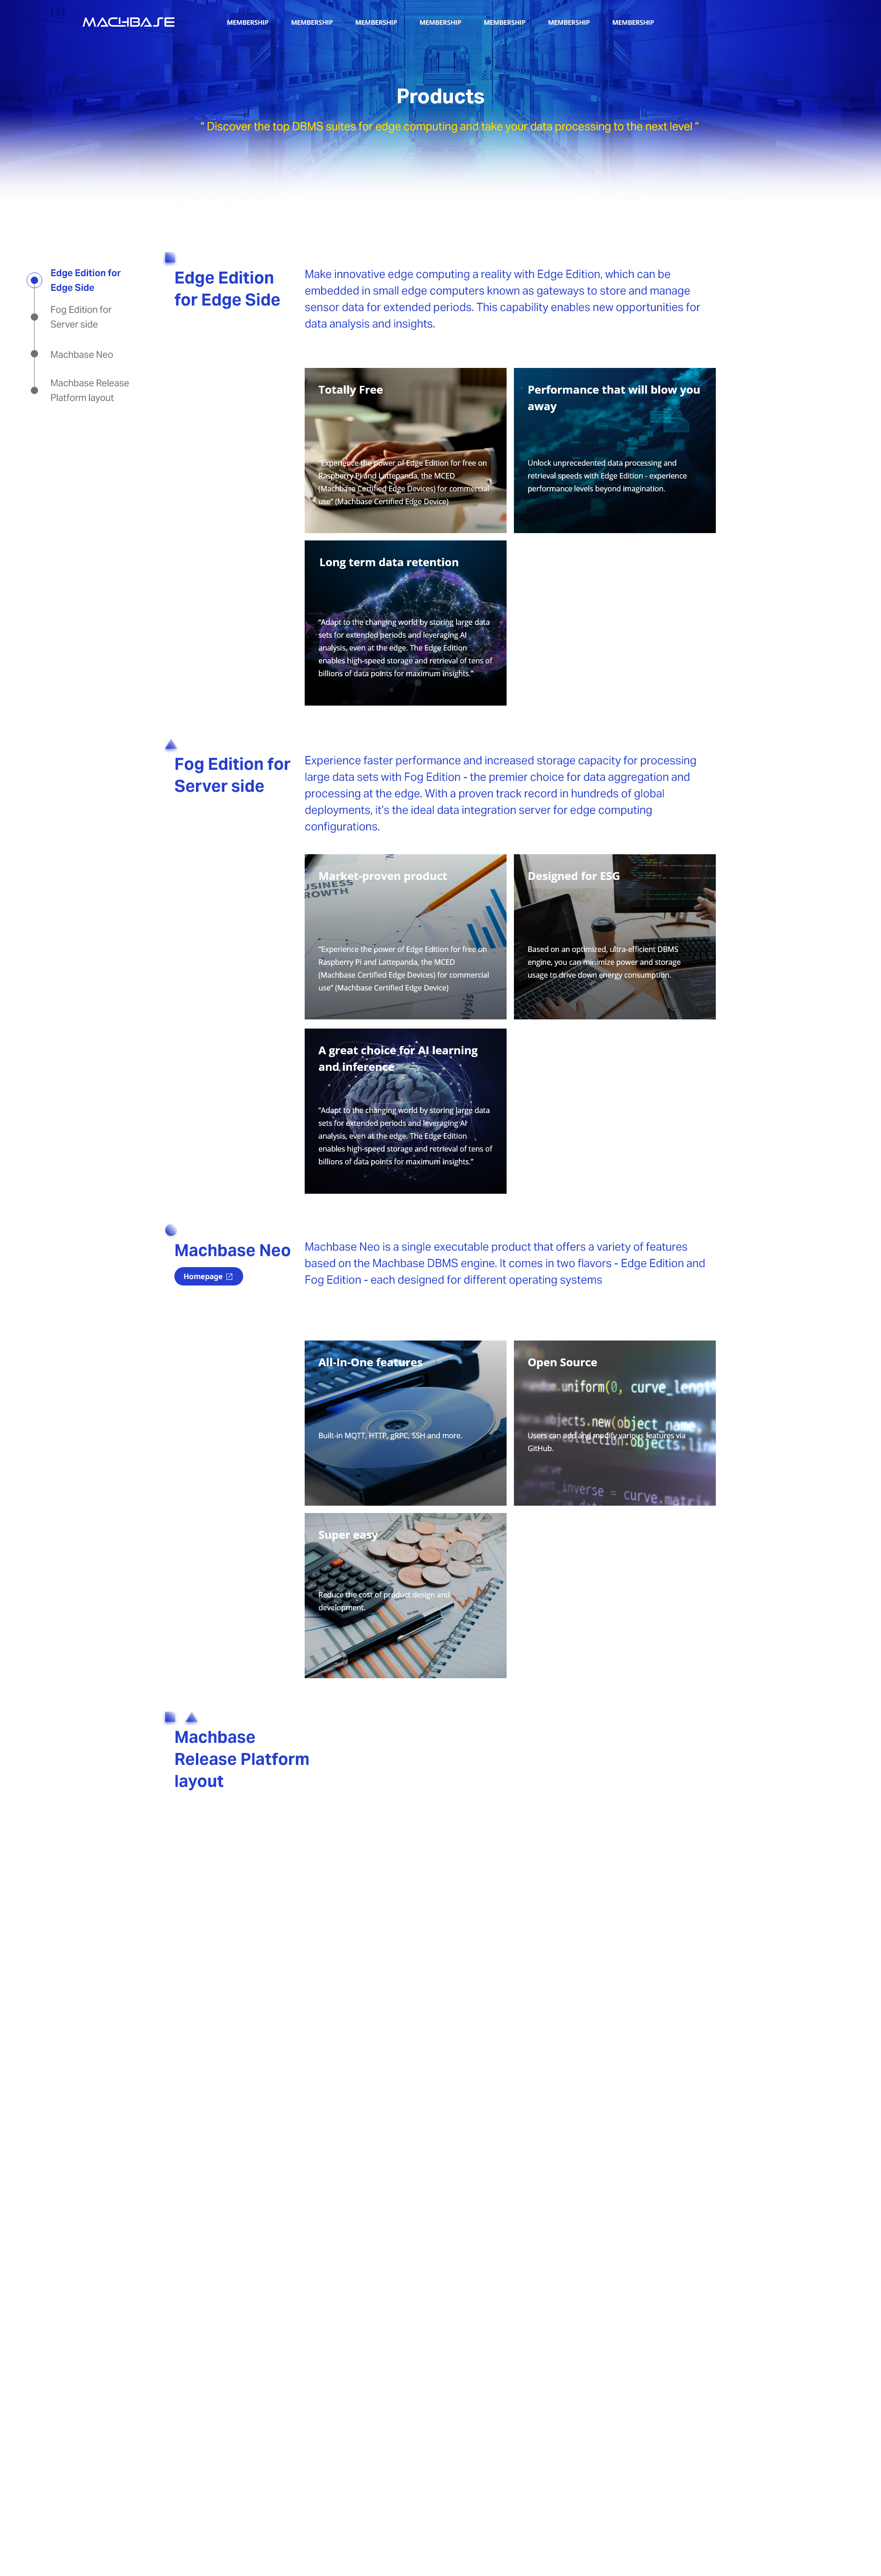 MACHBASE
MEMBERSHIP MEMBERSHIP MEMBERSHIP MEMBERSHIP MEMBERSHIP MEMBERSHIP MEMBERSHIP
Products
“ Discover the top DBMS suites for edge computing and take your data processing to the next level ”
Edge Edition for
Edge Side
Fog Edition for
Server side
Machbase Neo
Machbase Release
Platform layout
Edge Edition
for Edge Side
Make innovative edge computing a reality with Edge Edition, which can be
embedded in small edge computers known as gateways to store and manage
sensor data for extended periods. This capability enables new opportunities for
data analysis and insights.
Totally Free
“Experience the power of Edge Edition for free on
Raspberry Pi and Lattepanda, the MCED
(Machbase Certified Edge Devices) for commercial
use” (Machbase Certified Edge Device)
Performance that will blow you
away
Unlock unprecedented data processing and
retrieval speeds with Edge Edition - experience
performance levels beyond imagination.
Long term data retention
“Adapt to the changing world by storing large data
sets for extended periods and leveraging AI
analysis, even at the edge. The Edge Edition
enables high-speed storage and retrieval of tens of
billions of data points for maximum insights.”
Fog Edition for
Server side
Experience faster performance and increased storage capacity for processing
large data sets with Fog Edition - the premier choice for data aggregation and
processing at the edge. With a proven track record in hundreds of global
deployments, it’s the ideal data integration server for edge computing
configurations.
Market-proven product
“Experience the power of Edge Edition for free on
Raspberry Pi and Lattepanda, the MCED
(Machbase Certified Edge Devices) for commercial
use” (Machbase Certified Edge Device)
Designed for ESG
Based on an optimized, ultra-efficient DBMS
engine, you can minimize power and storage
usage to drive down energy consumption.
A great choice for AI learning
and inference
“Adapt to the changing world by storing large data
sets for extended periods and leveraging AI
analysis, even at the edge. The Edge Edition
enables high-speed storage and retrieval of tens of
billions of data points for maximum insights.”
Machbase Neo
Homepage
Machbase Neo is a single executable product that offers a variety of features
based on the Machbase DBMS engine. It comes in two flavors - Edge Edition and
Fog Edition - each designed for different operating systems
All-In-One features
Built-in MQTT, HTTP, gRPC, SSH and more.
Open Source
Users can add and modify various features via
GitHub.
uniform(0, curve_length
objects.new(object_name,
collection.objects.link
inverse = curve.matrix
Super easy
Reduce the cost of product design and
development.
Machbase
Release Platform
layout